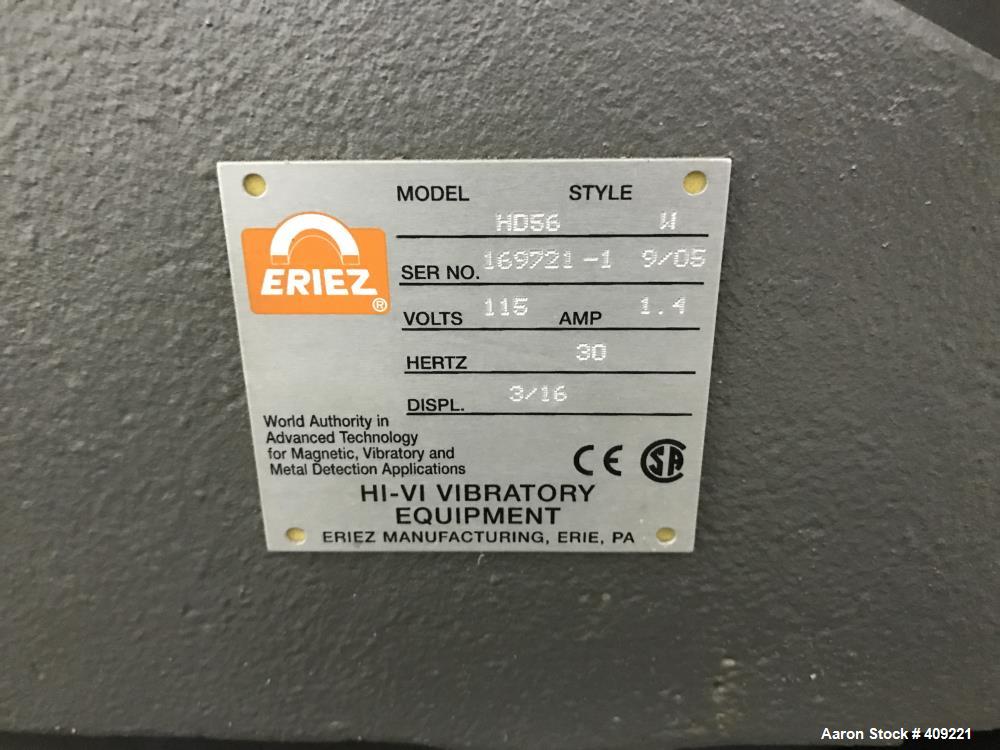 MODEL STYLE
HD56 W
ERIEZ ®
SER NO. 169721-1 9/05
VOLTS 115 AMP 1.4
HERTZ 30
DISPL. 3/16
World Authority in
Advanced Technology
for Magnetic, Vibratory and
Metal Detection Applications
CE SA
HI-VI VIBRATORY
EQUIPMENT
ERIEZ MANUFACTURING, ERIE, PA
Aaron Stock # 409221